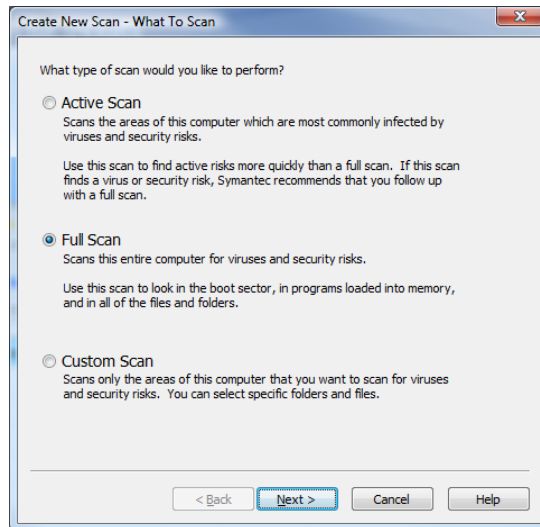 Create New Scan - What To Scan
What type of scan would you like to perform?
Active Scan
Scans the areas of this computer which are most commonly infected by
viruses and security risks.
Use this scan to find active risks more quickly than a full scan. If this scan
finds a virus or security risk, Symantec recommends that you follow up
with a full scan.
Full Scan
Scans this entire computer for viruses and security risks.
Use this scan to look in the boot sector, in programs loaded into memory,
and in all of the files and folders.
Custom Scan
Scans only the areas of this computer that you want to scan for viruses
and security risks. You can select specific folders and files.
< Back Next > Cancel Help